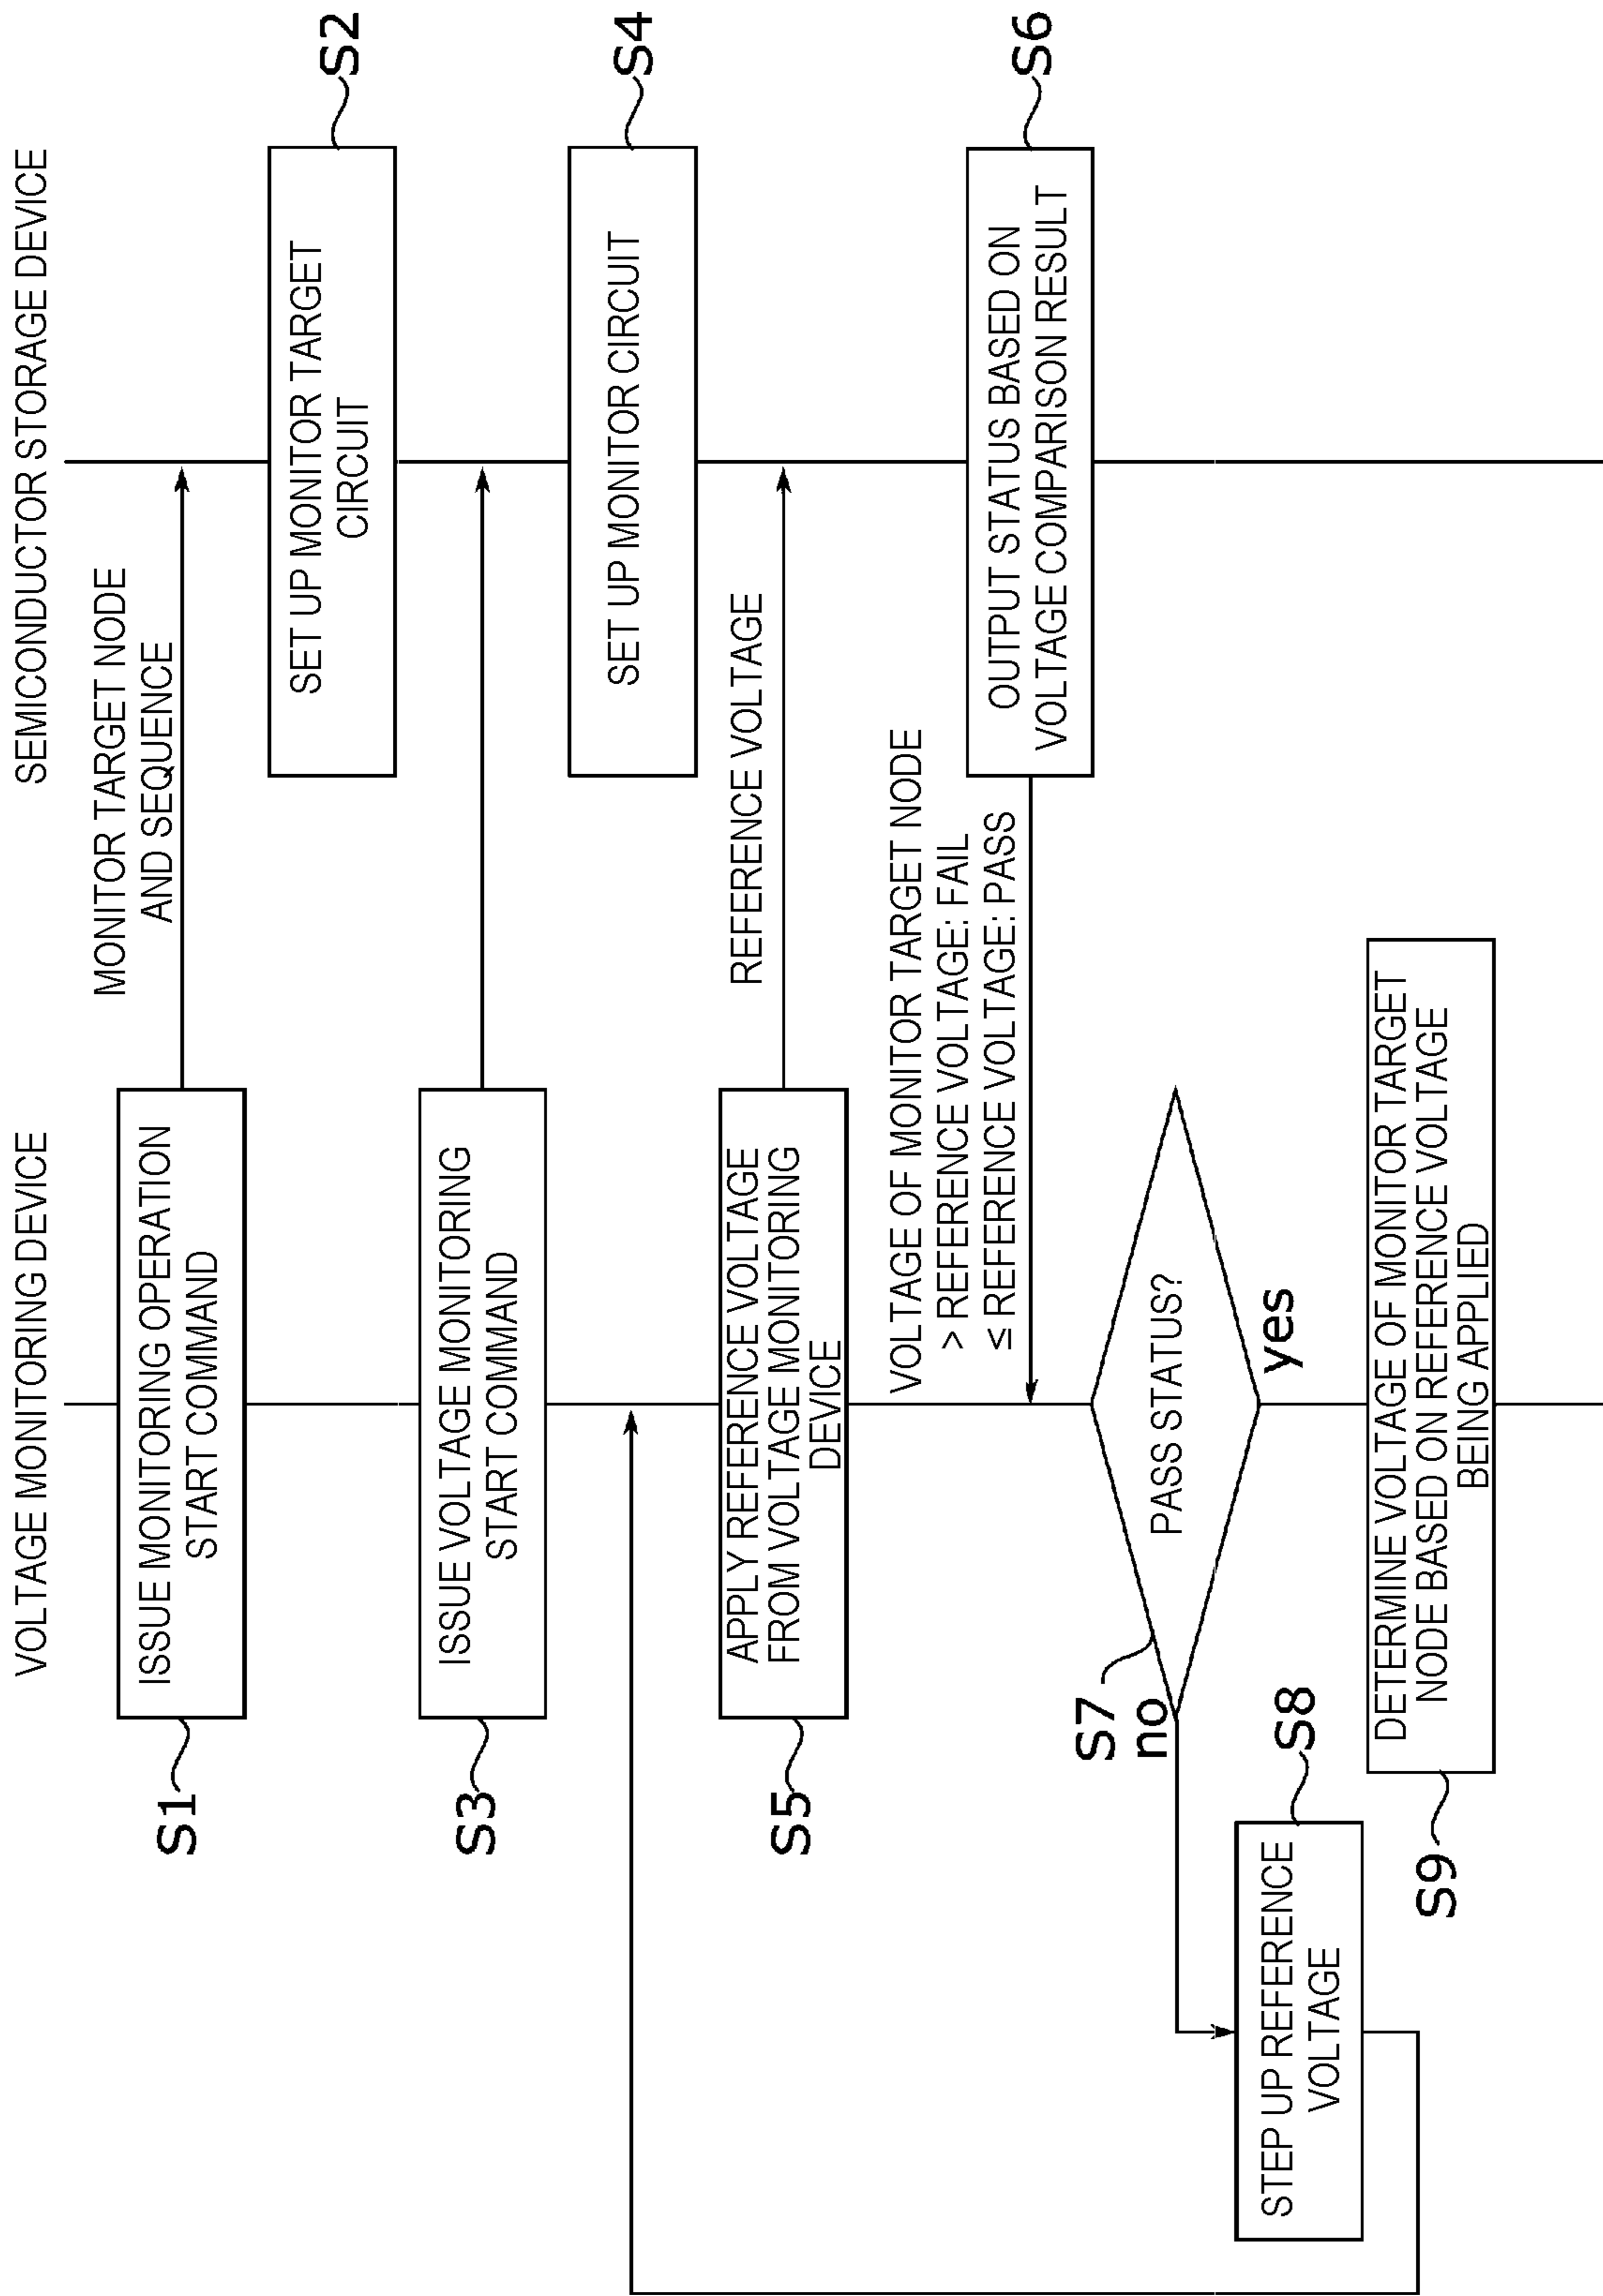 VOLTAGE MONITORING DEVICE
SEMICONDUCTOR STORAGE DEVICE
S1
ISSUE MONITORING OPERATION
START COMMAND
MONITOR TARGET NODE
AND SEQUENCE
SET UP MONITOR TARGET
CIRCUIT
S2
S3
ISSUE VOLTAGE MONITORING
START COMMAND
SET UP MONITOR CIRCUIT
S4
S5
APPLY REFERENCE VOLTAGE
FROM VOLTAGE MONITORING
DEVICE
REFERENCE VOLTAGE
VOLTAGE OF MONITOR TARGET NODE
> REFERENCE VOLTAGE: FAIL
≤ REFERENCE VOLTAGE: PASS
OUTPUT STATUS BASED ON
VOLTAGE COMPARISON RESULT
S6
S7
no
PASS STATUS?
yes
S8
STEP UP REFERENCE
VOLTAGE
S9
DETERMINE VOLTAGE OF MONITOR TARGET
NODE BASED ON REFERENCE VOLTAGE
BEING APPLIED